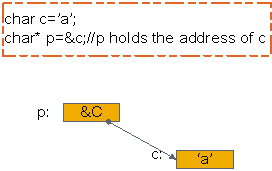 char c='a';
char* p=&c;//p holds the address of c
p:
&C
c:
'a'